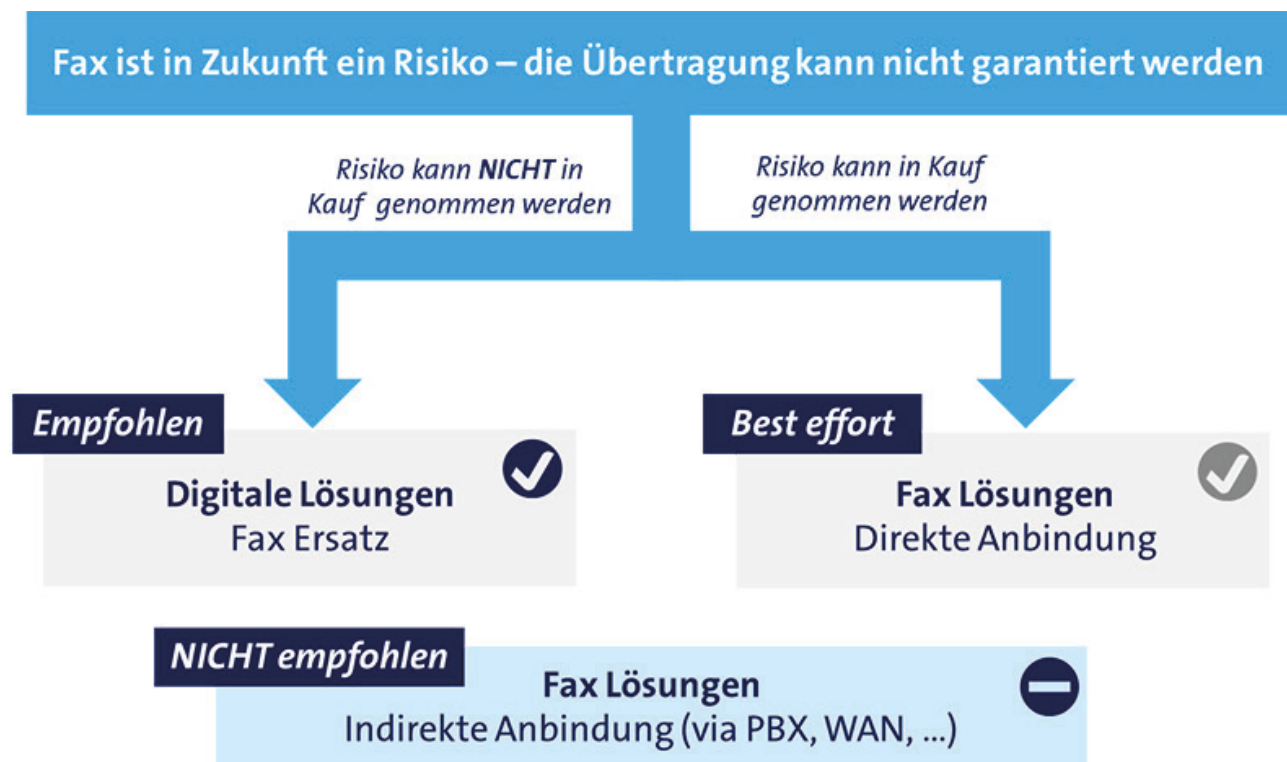 Fax ist in Zukunft ein Risiko – die Übertragung kann nicht garantiert werden
Risiko kann NICHT in
Kauf genommen werden
Risiko kann in Kauf
genommen werden
Empfohlen
Digitale Lösungen
Fax Ersatz
Best effort
Fax Lösungen
Direkte Anbindung
NICHT empfohlen
Fax Lösungen
Indirekte Anbindung (via PBX, WAN, ...)